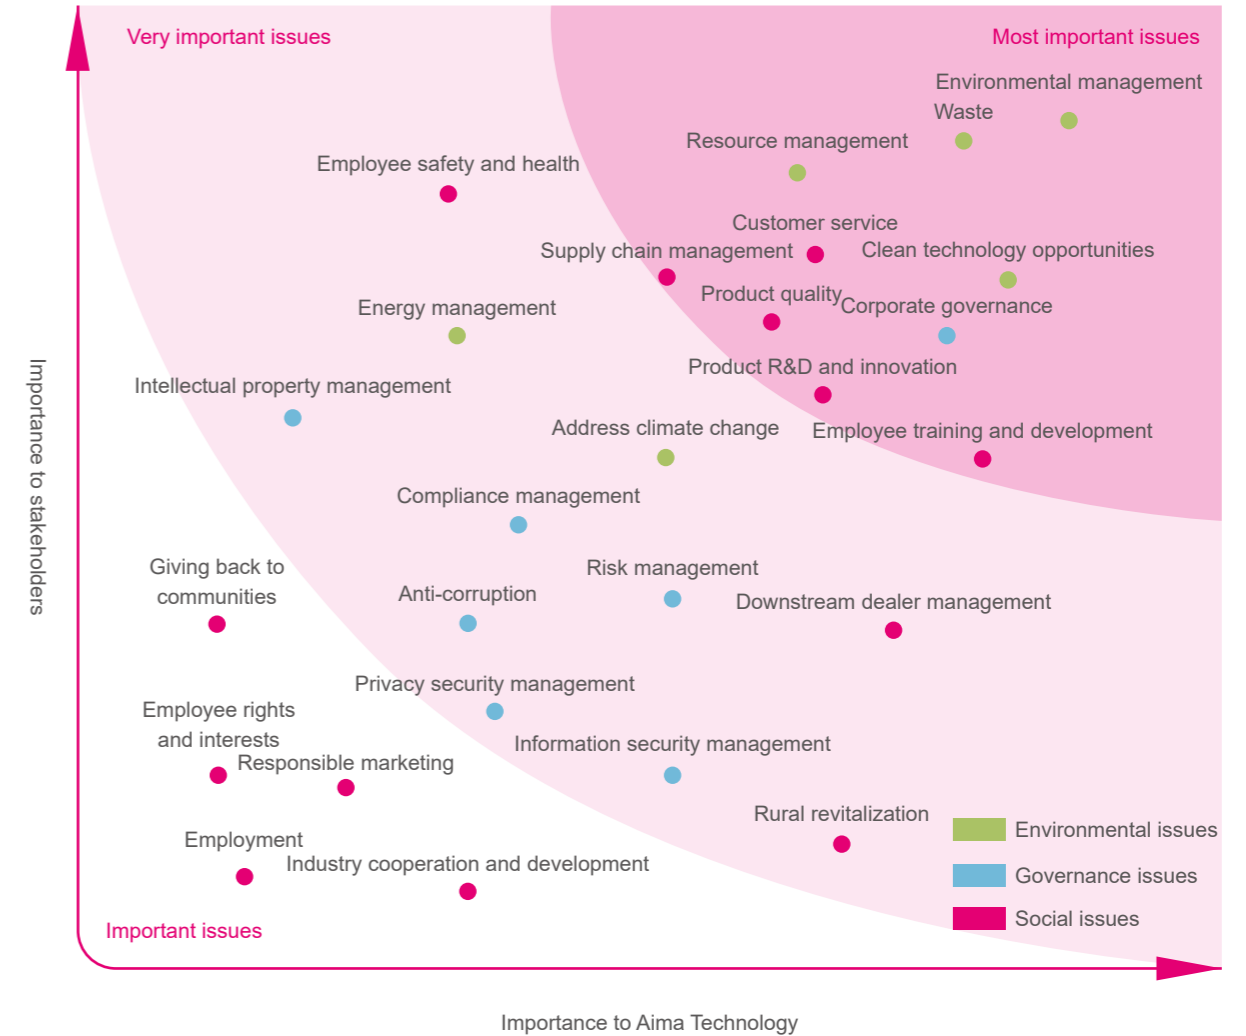 Very important issues
Most important issues
Environmental management
Waste
Resource management
Employee safety and health
Customer service
Supply chain management
Clean technology opportunities
Product quality
Corporate governance
Energy management
Product R&D and innovation
Intellectual property management
Address climate change
Employee training and development
Compliance management
Giving back to
communities
Risk management
Anti-corruption
Downstream dealer management
Privacy security management
Employee rights
and interests
Information security management
Responsible marketing
Rural revitalization
Employment
Industry cooperation and development
Important issues
Environmental issues
Governance issues
Social issues
Importance to stakeholders
Importance to Aima Technology